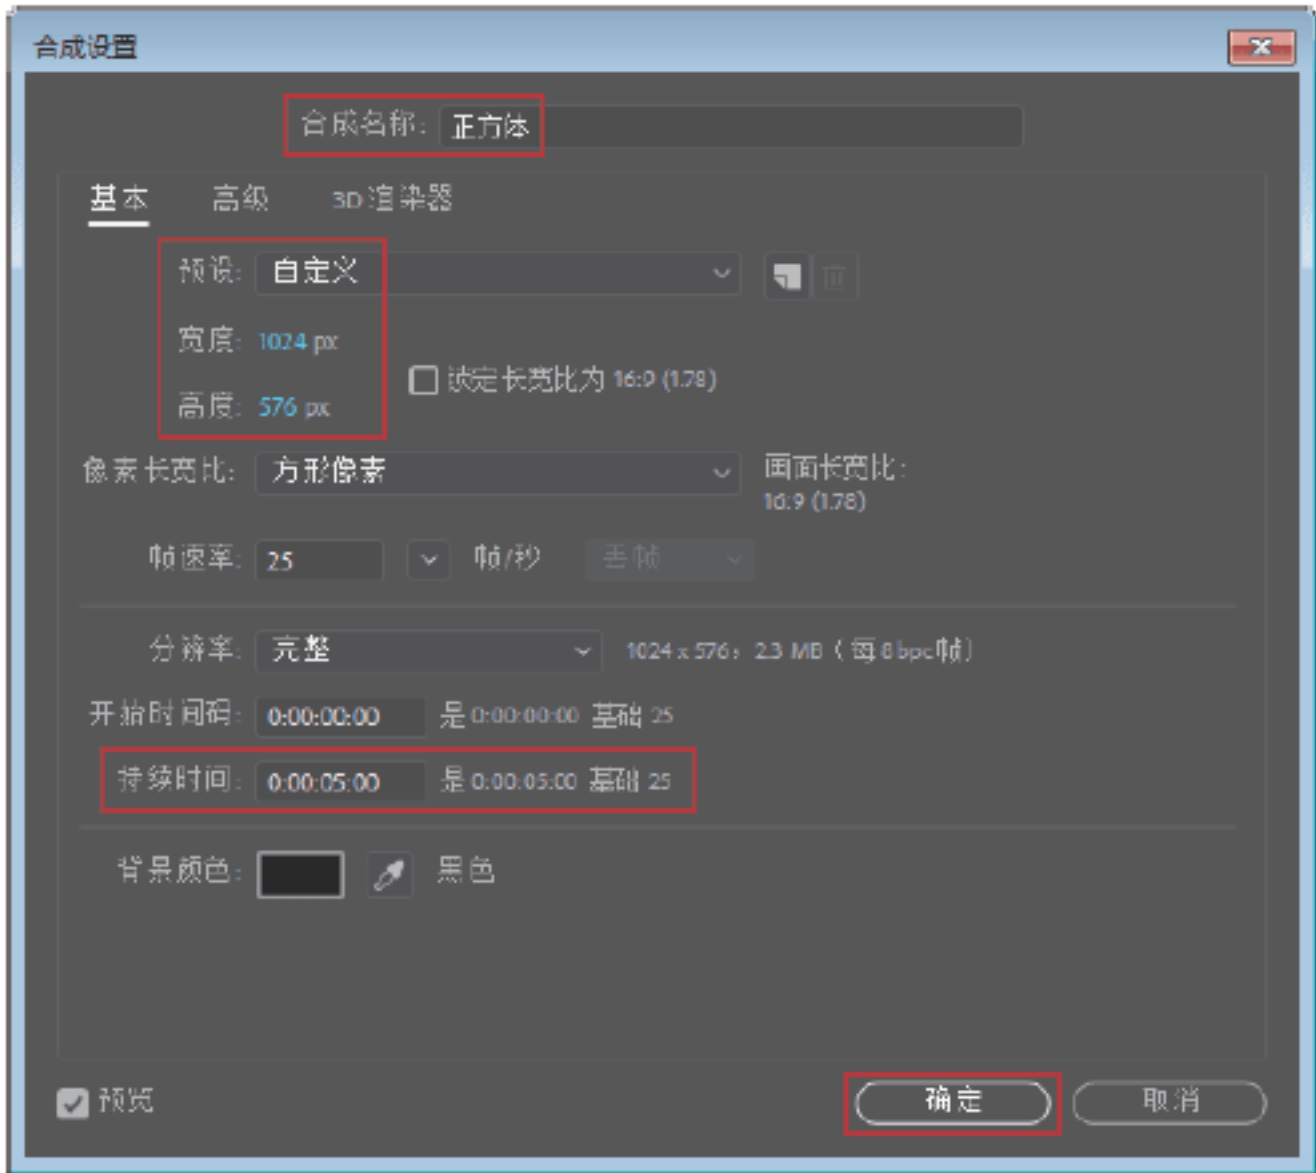 合成设置
合成名称: 正方体
基本 高级 3D 渲染器
预设: 自定义
宽度: 1024 px
锁定长宽比为 16:9 (1.78)
高度: 576 px
像素长宽比: 方形像素 画面长宽比:
16:9 (1.78)
帧速率: 25 帧/秒 丢帧
分辨率: 完整 1024 x 576, 2.3 MB (每 8bpc 帧)
开始时间码: 0:00:00:00 是 0:00:00:00 基础 25
持续时间: 0:00:05:00 是 0:00:05:00 基础 25
背景颜色: 黑色
预览 确定 取消